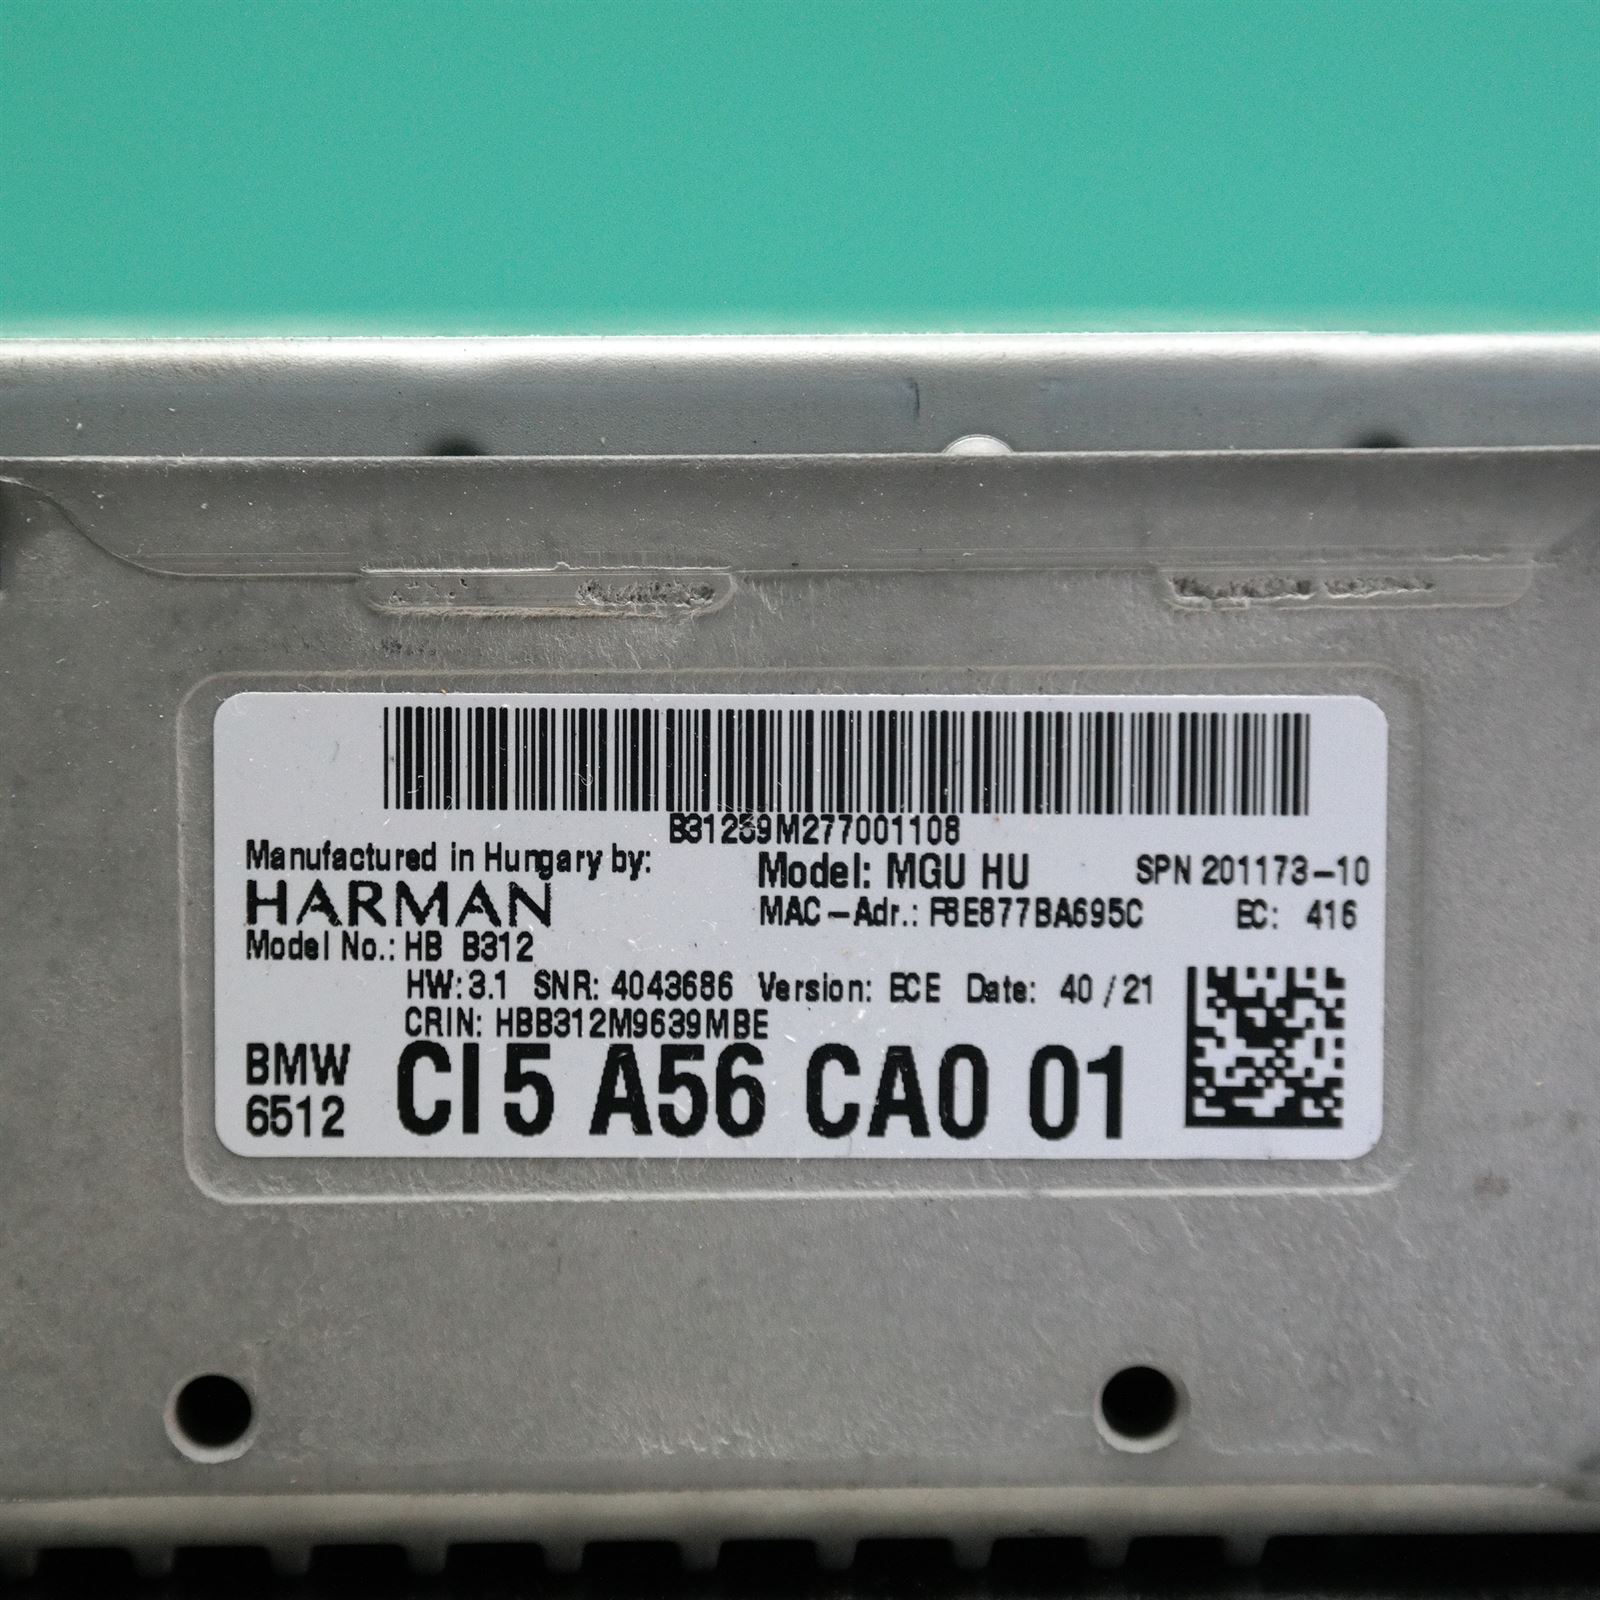 B31259M277001108
Manufactured in Hungary by:
HARMAN
Model: MGU HU SPN 201173-10
MAC-Adr.: F8E877BA695C EC: 416
Model No.: HB B312
HW: 3.1 SNR: 4043686 Version: ECE Date: 40 / 21
CRIN: HBB312M9639MBE
BMW
6512
CI5 A56 CA0 01